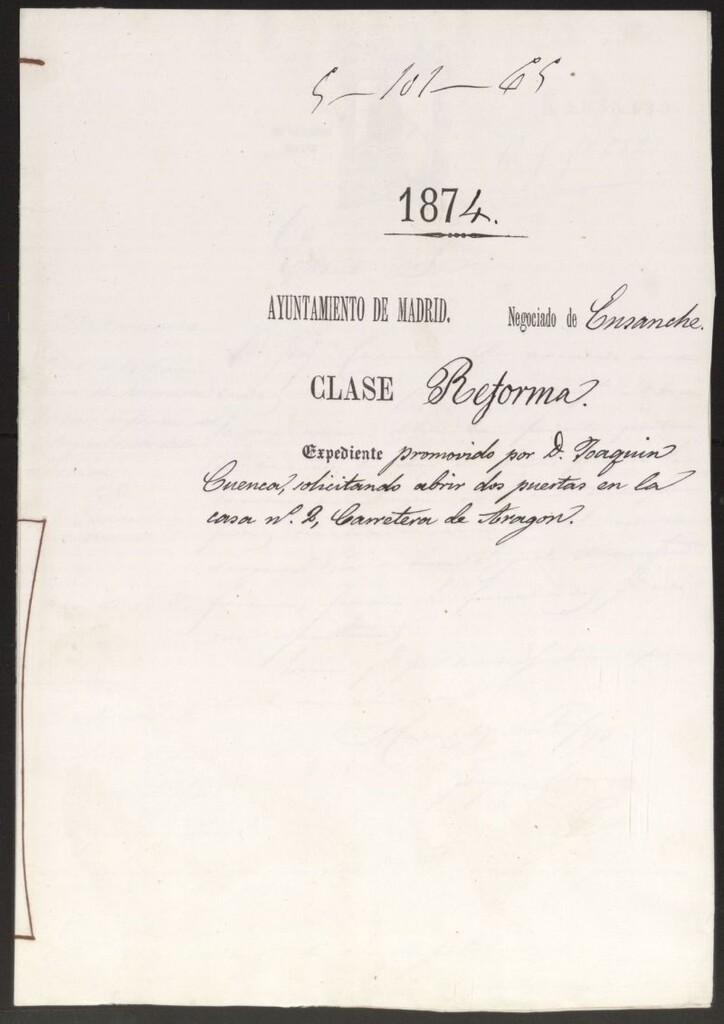 5-101-65
1874.
AYUNTAMIENTO DE MADRID. Negociado de Ensanche.
CLASE Reforma.
Expediente promovido por D. Joaquin
Cuenca, solicitando abrir dos puertas en la
casa nº. 2, Carretera de Aragón.